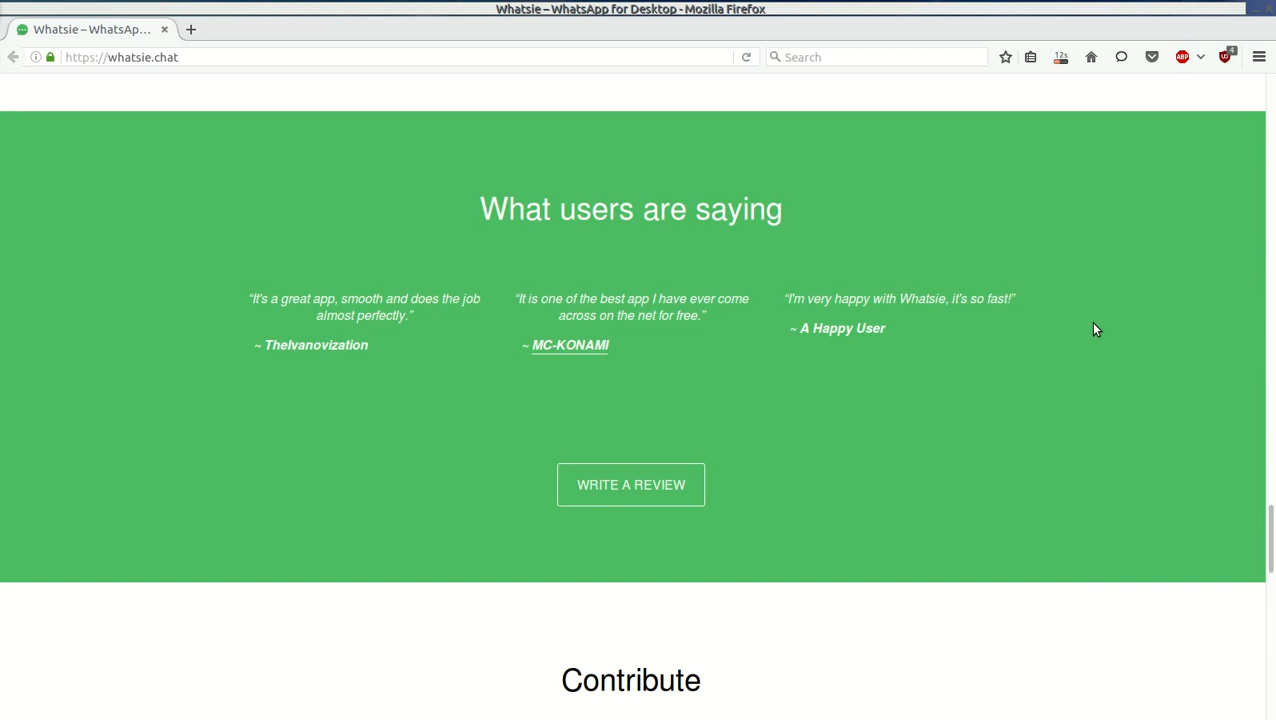 Whatsie – WhatsApp for Desktop - Mozilla Firefox
Whatsie – WhatsAp...
https://whatsie.chat
Search
12s
ABP
4
What users are saying
“It's a great app, smooth and does the job
almost perfectly.”
~ TheIvanovization
“It is one of the best app I have ever come
across on the net for free.”
~ MC-KONAMI
“I'm very happy with Whatsie, it's so fast!”
~ A Happy User
WRITE A REVIEW
Contribute